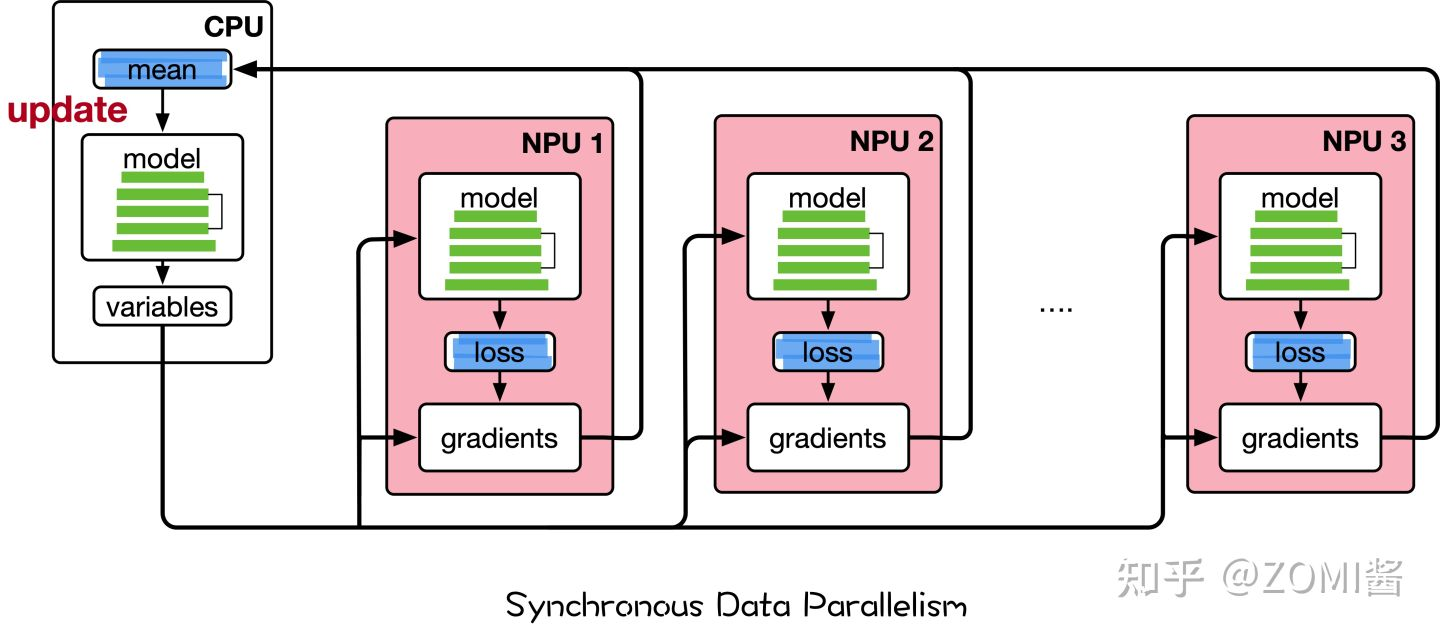 CPU
mean
update
model
variables
NPU 1
model
loss
gradients
NPU 2
model
loss
gradients
....
NPU 3
model
loss
gradients
知乎 @ZOMI酱
Synchronous Data Parallelism